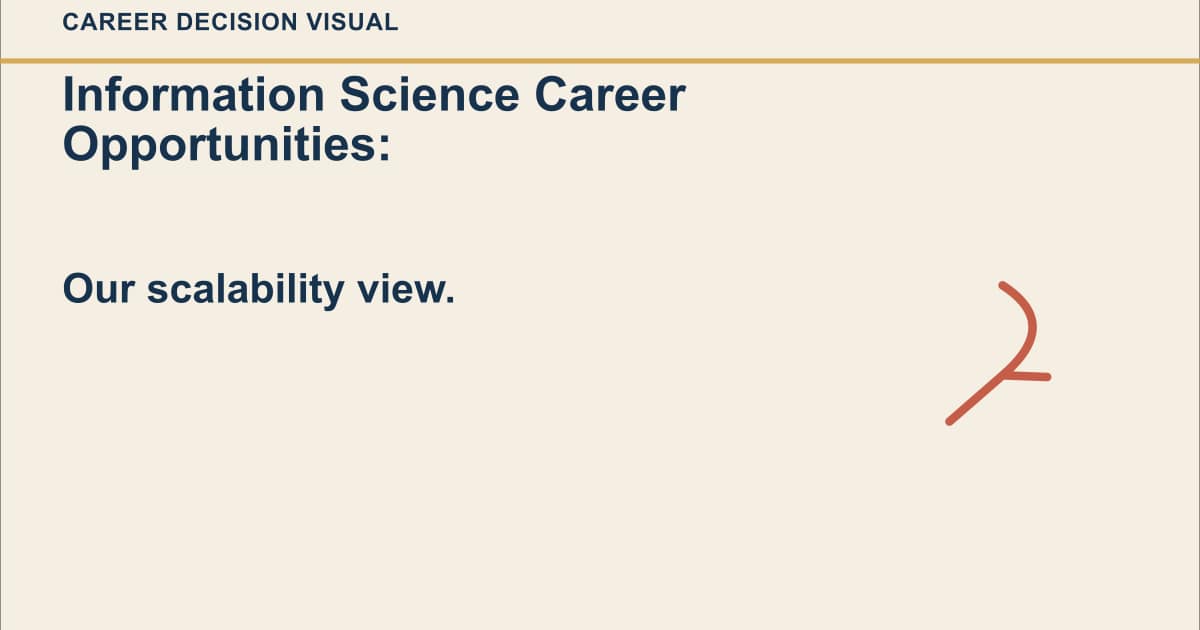 CAREER DECISION VISUAL
Information Science Career
Opportunities:
Our scalability view.